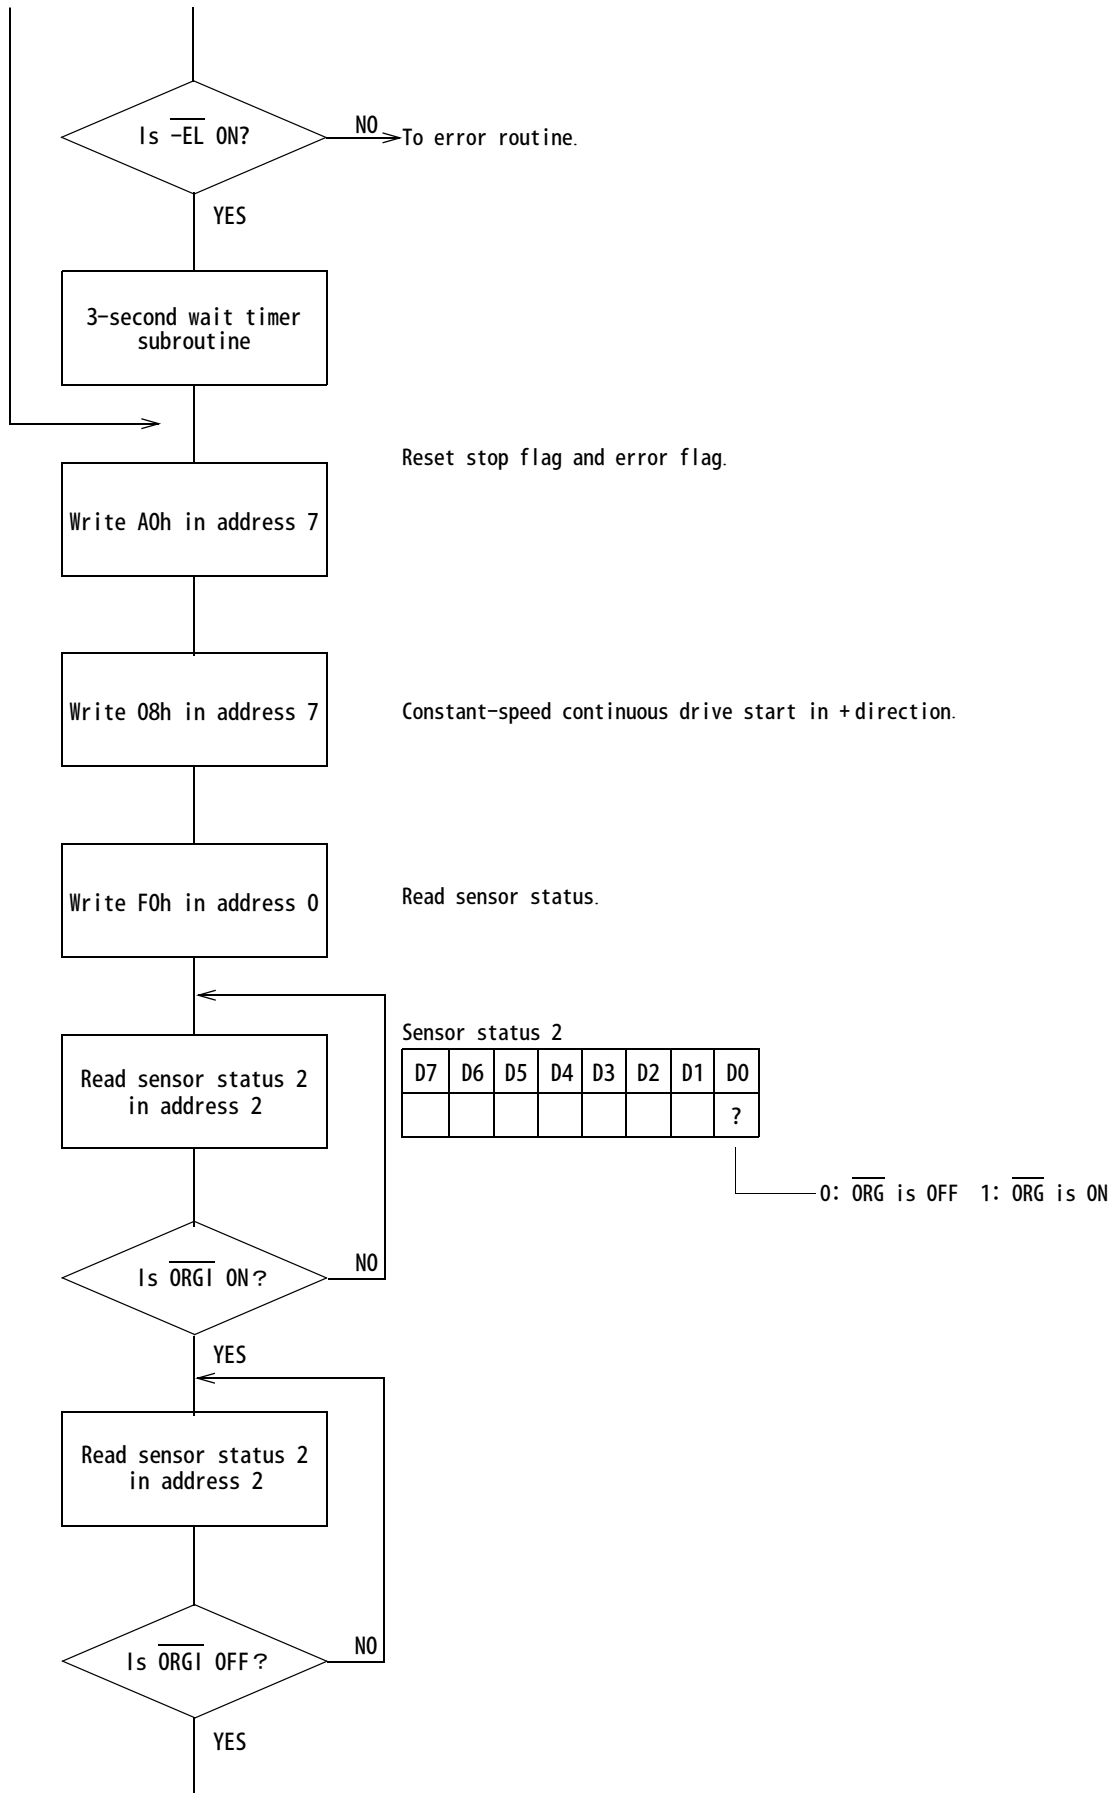 Is -EL ON?
NO
To error routine.
YES
3-second wait timer
subroutine
Reset stop flag and error flag.
Write A0h in address 7
Write 08h in address 7
Constant-speed continuous drive start in + direction.
Write F0h in address 0
Read sensor status.
Sensor status 2
D7 D6 D5 D4 D3 D2 D1 D0
?
Read sensor status 2
in address 2
0: ORG is OFF 1: ORG is ON
Is ORGI ON?
NO
YES
Read sensor status 2
in address 2
Is ORGI OFF?
NO
YES